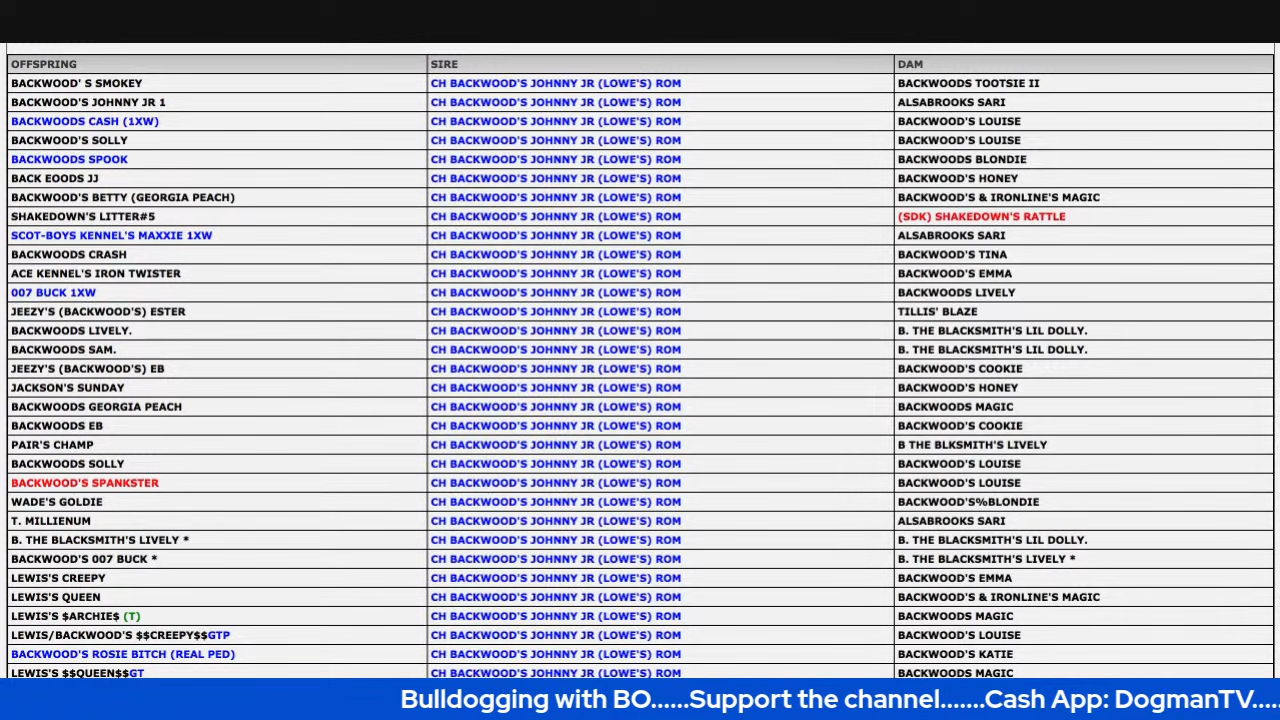 OFFSPRING SIRE DAM
BACKWOOD' S SMOKEY CH BACKWOOD'S JOHNNY JR (LOWE'S) ROM BACKWOODS TOOTSIE II
BACKWOOD'S JOHNNY JR 1 CH BACKWOOD'S JOHNNY JR (LOWE'S) ROM ALSABROOKS SARI
BACKWOODS CASH (1XW) CH BACKWOOD'S JOHNNY JR (LOWE'S) ROM BACKWOOD'S LOUISE
BACKWOOD'S SOLLY CH BACKWOOD'S JOHNNY JR (LOWE'S) ROM BACKWOOD'S LOUISE
BACKWOODS SPOOK CH BACKWOOD'S JOHNNY JR (LOWE'S) ROM BACKWOODS BLONDIE
BACK EOODS JJ CH BACKWOOD'S JOHNNY JR (LOWE'S) ROM BACKWOOD'S HONEY
BACKWOOD'S BETTY (GEORGIA PEACH) CH BACKWOOD'S JOHNNY JR (LOWE'S) ROM BACKWOOD'S & IRONLINE'S MAGIC
SHAKEDOWN'S LITTER#5 CH BACKWOOD'S JOHNNY JR (LOWE'S) ROM (SDK) SHAKEDOWN'S RATTLE
SCOT-BOYS KENNEL'S MAXXIE 1XW CH BACKWOOD'S JOHNNY JR (LOWE'S) ROM ALSABROOKS SARI
BACKWOODS CRASH CH BACKWOOD'S JOHNNY JR (LOWE'S) ROM BACKWOOD'S TINA
ACE KENNEL'S IRON TWISTER CH BACKWOOD'S JOHNNY JR (LOWE'S) ROM BACKWOOD'S EMMA
007 BUCK 1XW CH BACKWOOD'S JOHNNY JR (LOWE'S) ROM BACKWOODS LIVELY
JEEZY'S (BACKWOOD'S) ESTER CH BACKWOOD'S JOHNNY JR (LOWE'S) ROM TILLIS' BLAZE
BACKWOODS LIVELY. CH BACKWOOD'S JOHNNY JR (LOWE'S) ROM B. THE BLACKSMITH'S LIL DOLLY.
BACKWOODS SAM. CH BACKWOOD'S JOHNNY JR (LOWE'S) ROM B. THE BLACKSMITH'S LIL DOLLY.
JEEZY'S (BACKWOOD'S) EB CH BACKWOOD'S JOHNNY JR (LOWE'S) ROM BACKWOOD'S COOKIE
JACKSON'S SUNDAY CH BACKWOOD'S JOHNNY JR (LOWE'S) ROM BACKWOOD'S HONEY
BACKWOODS GEORGIA PEACH CH BACKWOOD'S JOHNNY JR (LOWE'S) ROM BACKWOODS MAGIC
BACKWOODS EB CH BACKWOOD'S JOHNNY JR (LOWE'S) ROM BACKWOOD'S COOKIE
PAIR'S CHAMP CH BACKWOOD'S JOHNNY JR (LOWE'S) ROM B THE BLKSMITH'S LIVELY
BACKWOODS SOLLY CH BACKWOOD'S JOHNNY JR (LOWE'S) ROM BACKWOOD'S LOUISE
BACKWOOD'S SPANKSTER CH BACKWOOD'S JOHNNY JR (LOWE'S) ROM BACKWOOD'S LOUISE
WADE'S GOLDIE CH BACKWOOD'S JOHNNY JR (LOWE'S) ROM BACKWOOD'S%BLONDIE
T. MILLIENUM CH BACKWOOD'S JOHNNY JR (LOWE'S) ROM ALSABROOKS SARI
B. THE BLACKSMITH'S LIVELY * CH BACKWOOD'S JOHNNY JR (LOWE'S) ROM B. THE BLACKSMITH'S LIL DOLLY.
BACKWOOD'S 007 BUCK * CH BACKWOOD'S JOHNNY JR (LOWE'S) ROM B. THE BLACKSMITH'S LIVELY *
LEWIS'S CREEPY CH BACKWOOD'S JOHNNY JR (LOWE'S) ROM BACKWOOD'S EMMA
LEWIS'S QUEEN CH BACKWOOD'S JOHNNY JR (LOWE'S) ROM BACKWOOD'S & IRONLINE'S MAGIC
LEWIS'S $ARCHIE$ (T) CH BACKWOOD'S JOHNNY JR (LOWE'S) ROM BACKWOODS MAGIC
LEWIS/BACKWOOD'S $$CREEPY$$GTP CH BACKWOOD'S JOHNNY JR (LOWE'S) ROM BACKWOOD'S LOUISE
BACKWOOD'S ROSIE BITCH (REAL PED) CH BACKWOOD'S JOHNNY JR (LOWE'S) ROM BACKWOOD'S KATIE
LEWIS'S $$QUEEN$$GT CH BACKWOOD'S JOHNNY JR (LOWE'S) ROM BACKWOODS MAGIC
Bulldogging with BO......Support the channel.......Cash App: DogmanTV.....